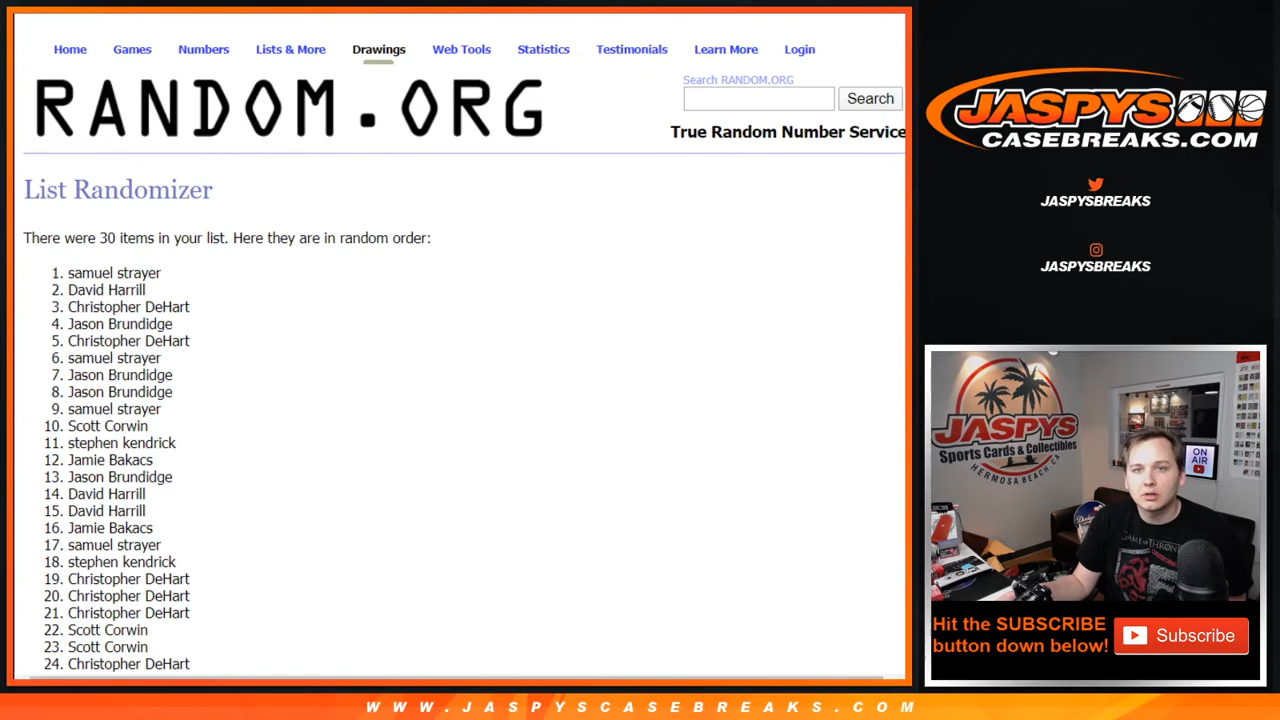 Home Games Numbers Lists & More Drawings Web Tools Statistics Testimonials Learn More Login
RANDOM.ORG
Search RANDOM.ORG
Search
True Random Number Service
List Randomizer
There were 30 items in your list. Here they are in random order:
1. samuel strayer
2. David Harrill
3. Christopher DeHart
4. Jason Brundidge
5. Christopher DeHart
6. samuel strayer
7. Jason Brundidge
8. Jason Brundidge
9. samuel strayer
10. Scott Corwin
11. stephen kendrick
12. Jamie Bakacs
13. Jason Brundidge
14. David Harrill
15. David Harrill
16. Jamie Bakacs
17. samuel strayer
18. stephen kendrick
19. Christopher DeHart
20. Christopher DeHart
21. Christopher DeHart
22. Scott Corwin
23. Scott Corwin
24. Christopher DeHart
JASPYS
CASEBREAKS.COM
JASPYSBREAKS
JASPYSBREAKS
JASPYS
Sports Cards & Collectibles
HERMOSA BEACH, CA
ON
AIR
GAME OF THRONES
Hit the SUBSCRIBE
button down below!
Subscribe
WWW.JASPYSCASEBREAKS.COM